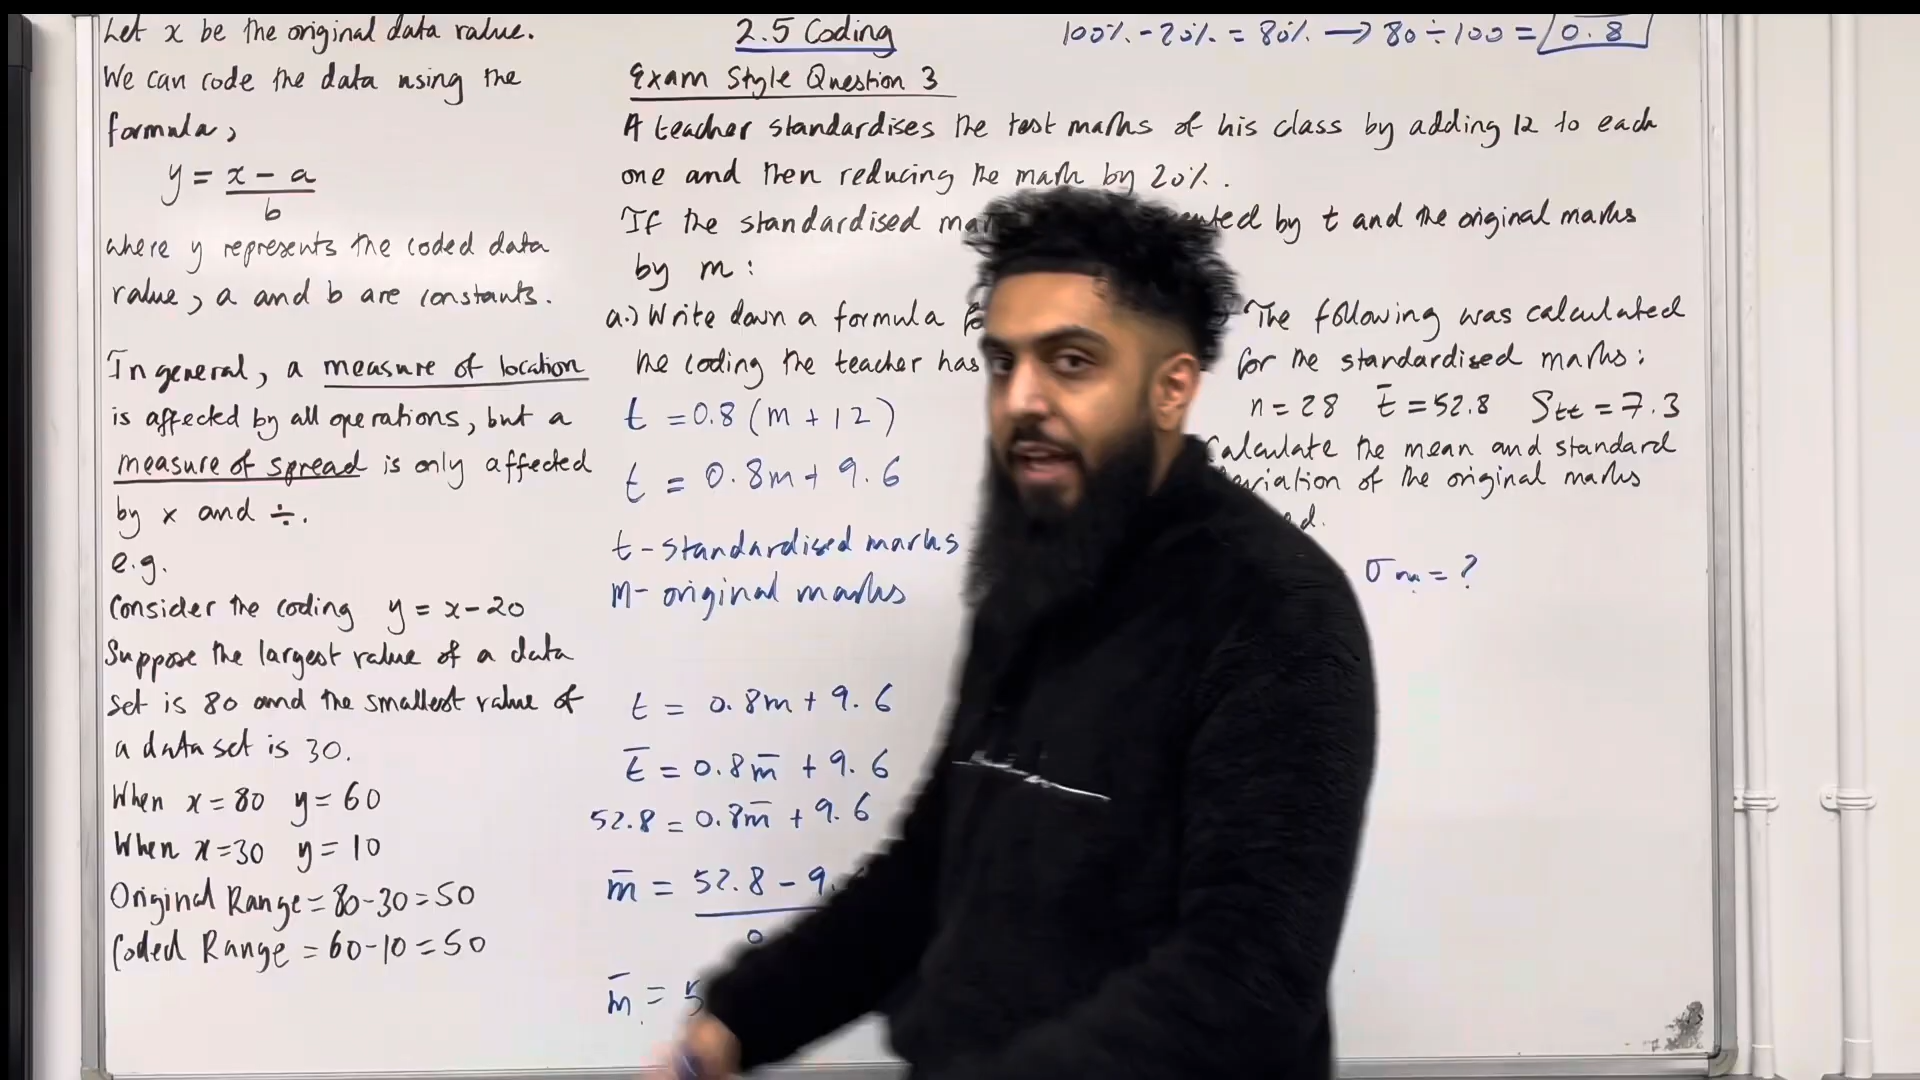 Let x be the original data value.
We can code the data using the
formula,
y = x - a
b
where y represents the coded data
value, a and b are constants.
In general, a measure of location
is affected by all operations, but a
measure of spread is only affected
by x and ÷.
e.g.
Consider the coding y = x - 20
Suppose the largest value of a data
set is 80 and the smallest value of
a data set is 30.
When x = 80 y = 60
When x = 30 y = 10
Original Range = 80 - 30 = 50
Coded Range = 60 - 10 = 50
2.5 Coding
100% - 20% = 80% → 80 ÷ 100 = 0.8
Exam Style Question 3
A teacher standardises the test marks of his class by adding 12 to each
one and then reducing the mark by 20%.
If the standardised by t and the original marks
by m:
a.) Write down a formula
the coding the teacher has
t = 0.8 (m + 12)
t = 0.8m + 9.6
t - standardised marks
m - original marks
t = 0.8m + 9.6
t̄ = 0.8m̄ + 9.6
52.8 = 0.8m̄ + 9.6
m̄ = 52.8 - 9.
0
m̄ = 5
The following was calculated
for the standardised marks:
n = 28 t̄ = 52.8 Stt = 7.3
Calculate the mean and standard
of the original marks
σm = ?